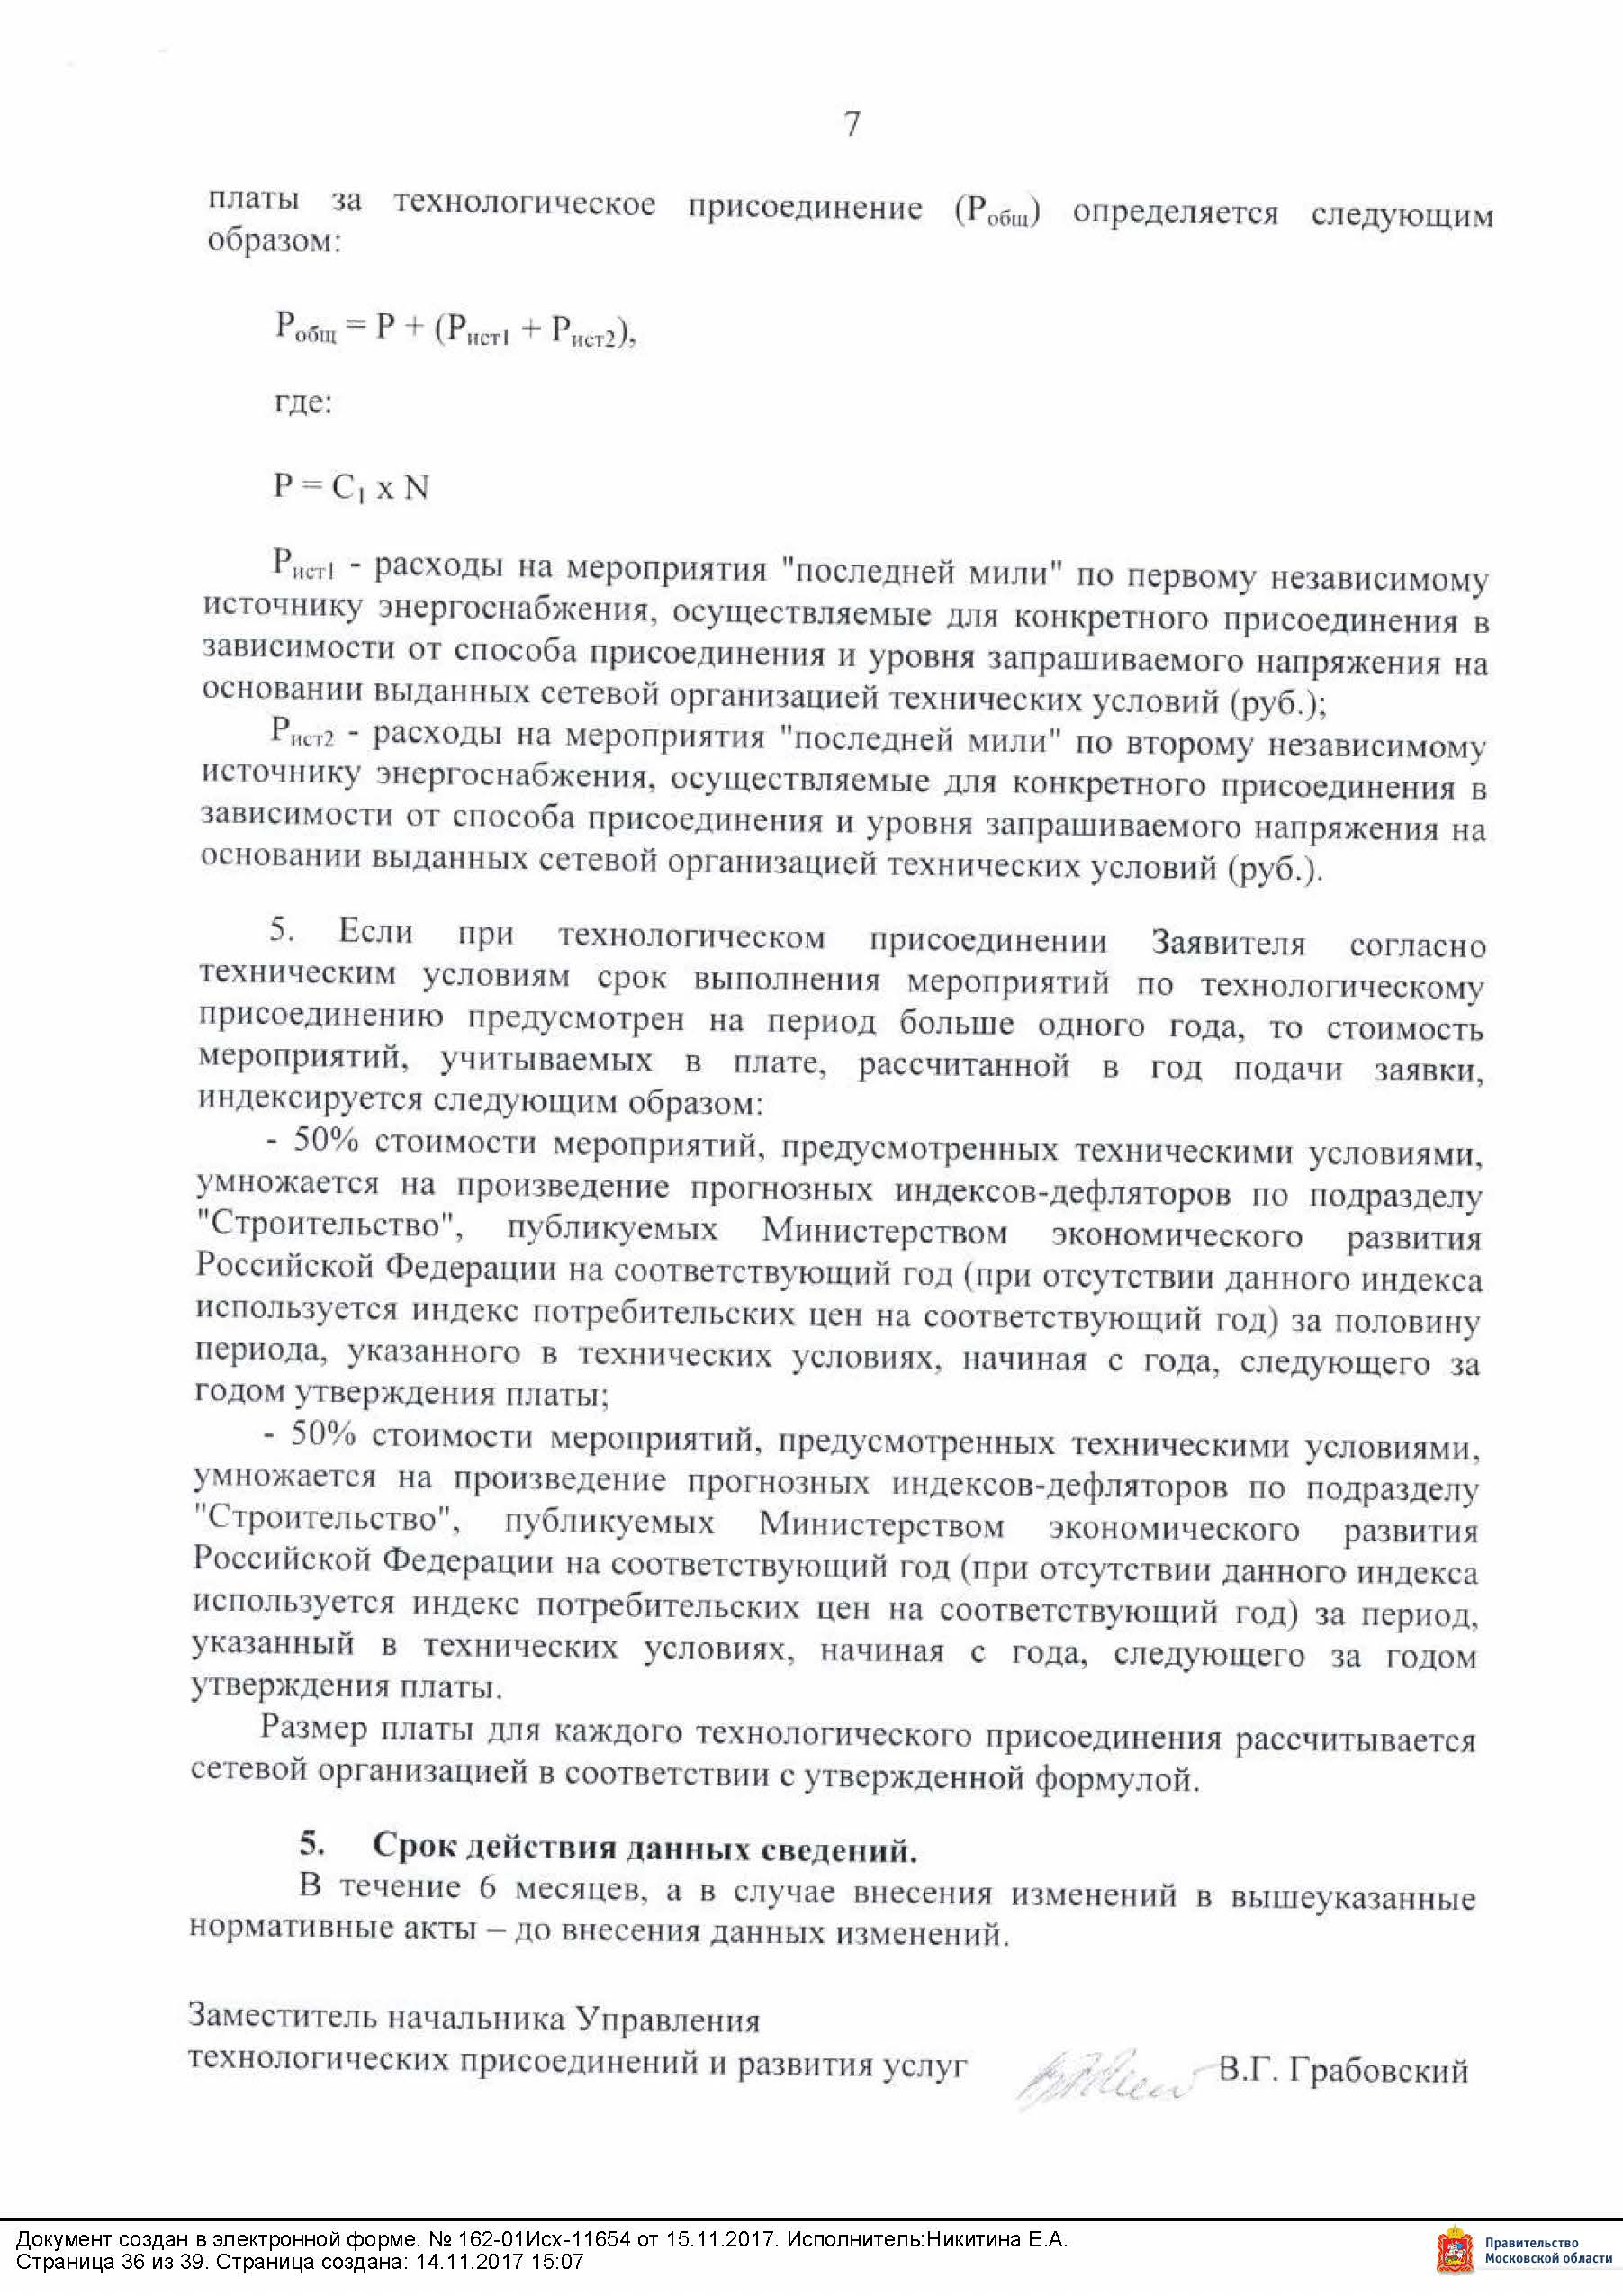 7
платы за технологическое присоединение (Робщ) определяется следующим
образом:
Робщ = Р + (Рист1 + Рист2),
где:
Р = С1 х N
Рист1 - расходы на мероприятия "последней мили" по первому независимому
источнику энергоснабжения, осуществляемые для конкретного присоединения в
зависимости от способа присоединения и уровня запрашиваемого напряжения на
основании выданных сетевой организацией технических условий (руб.);
Рист2 - расходы на мероприятия "последней мили" по второму независимому
источнику энергоснабжения, осуществляемые для конкретного присоединения в
зависимости от способа присоединения и уровня запрашиваемого напряжения на
основании выданных сетевой организацией технических условий (руб.).
5. Если при технологическом присоединении Заявителя согласно
техническим условиям срок выполнения мероприятий по технологическому
присоединению предусмотрен на период больше одного года, то стоимость
мероприятий, учитываемых в плате, рассчитанной в год подачи заявки,
индексируется следующим образом:
- 50% стоимости мероприятий, предусмотренных техническими условиями,
умножается на произведение прогнозных индексов-дефляторов по подразделу
"Строительство", публикуемых Министерством экономического развития
Российской Федерации на соответствующий год (при отсутствии данного индекса
используется индекс потребительских цен на соответствующий год) за половину
периода, указанного в технических условиях, начиная с года, следующего за
годом утверждения платы;
- 50% стоимости мероприятий, предусмотренных техническими условиями,
умножается на произведение прогнозных индексов-дефляторов по подразделу
"Строительство", публикуемых Министерством экономического развития
Российской Федерации на соответствующий год (при отсутствии данного индекса
используется индекс потребительских цен на соответствующий год) за период,
указанный в технических условиях, начиная с года, следующего за годом
утверждения платы.
Размер платы для каждого технологического присоединения рассчитывается
сетевой организацией в соответствии с утвержденной формулой.
5. Срок действия данных сведений.
В течение 6 месяцев, а в случае внесения изменений в вышеуказанные
нормативные акты – до внесения данных изменений.
Заместитель начальника Управления
технологических присоединений и развития услуг В.Г. Грабовский
Документ создан в электронной форме. № 162-01Исх-11654 от 15.11.2017. Исполнитель:Никитина Е.А.
Страница 36 из 39. Страница создана: 14.11.2017 15:07
Правительство
Московской области